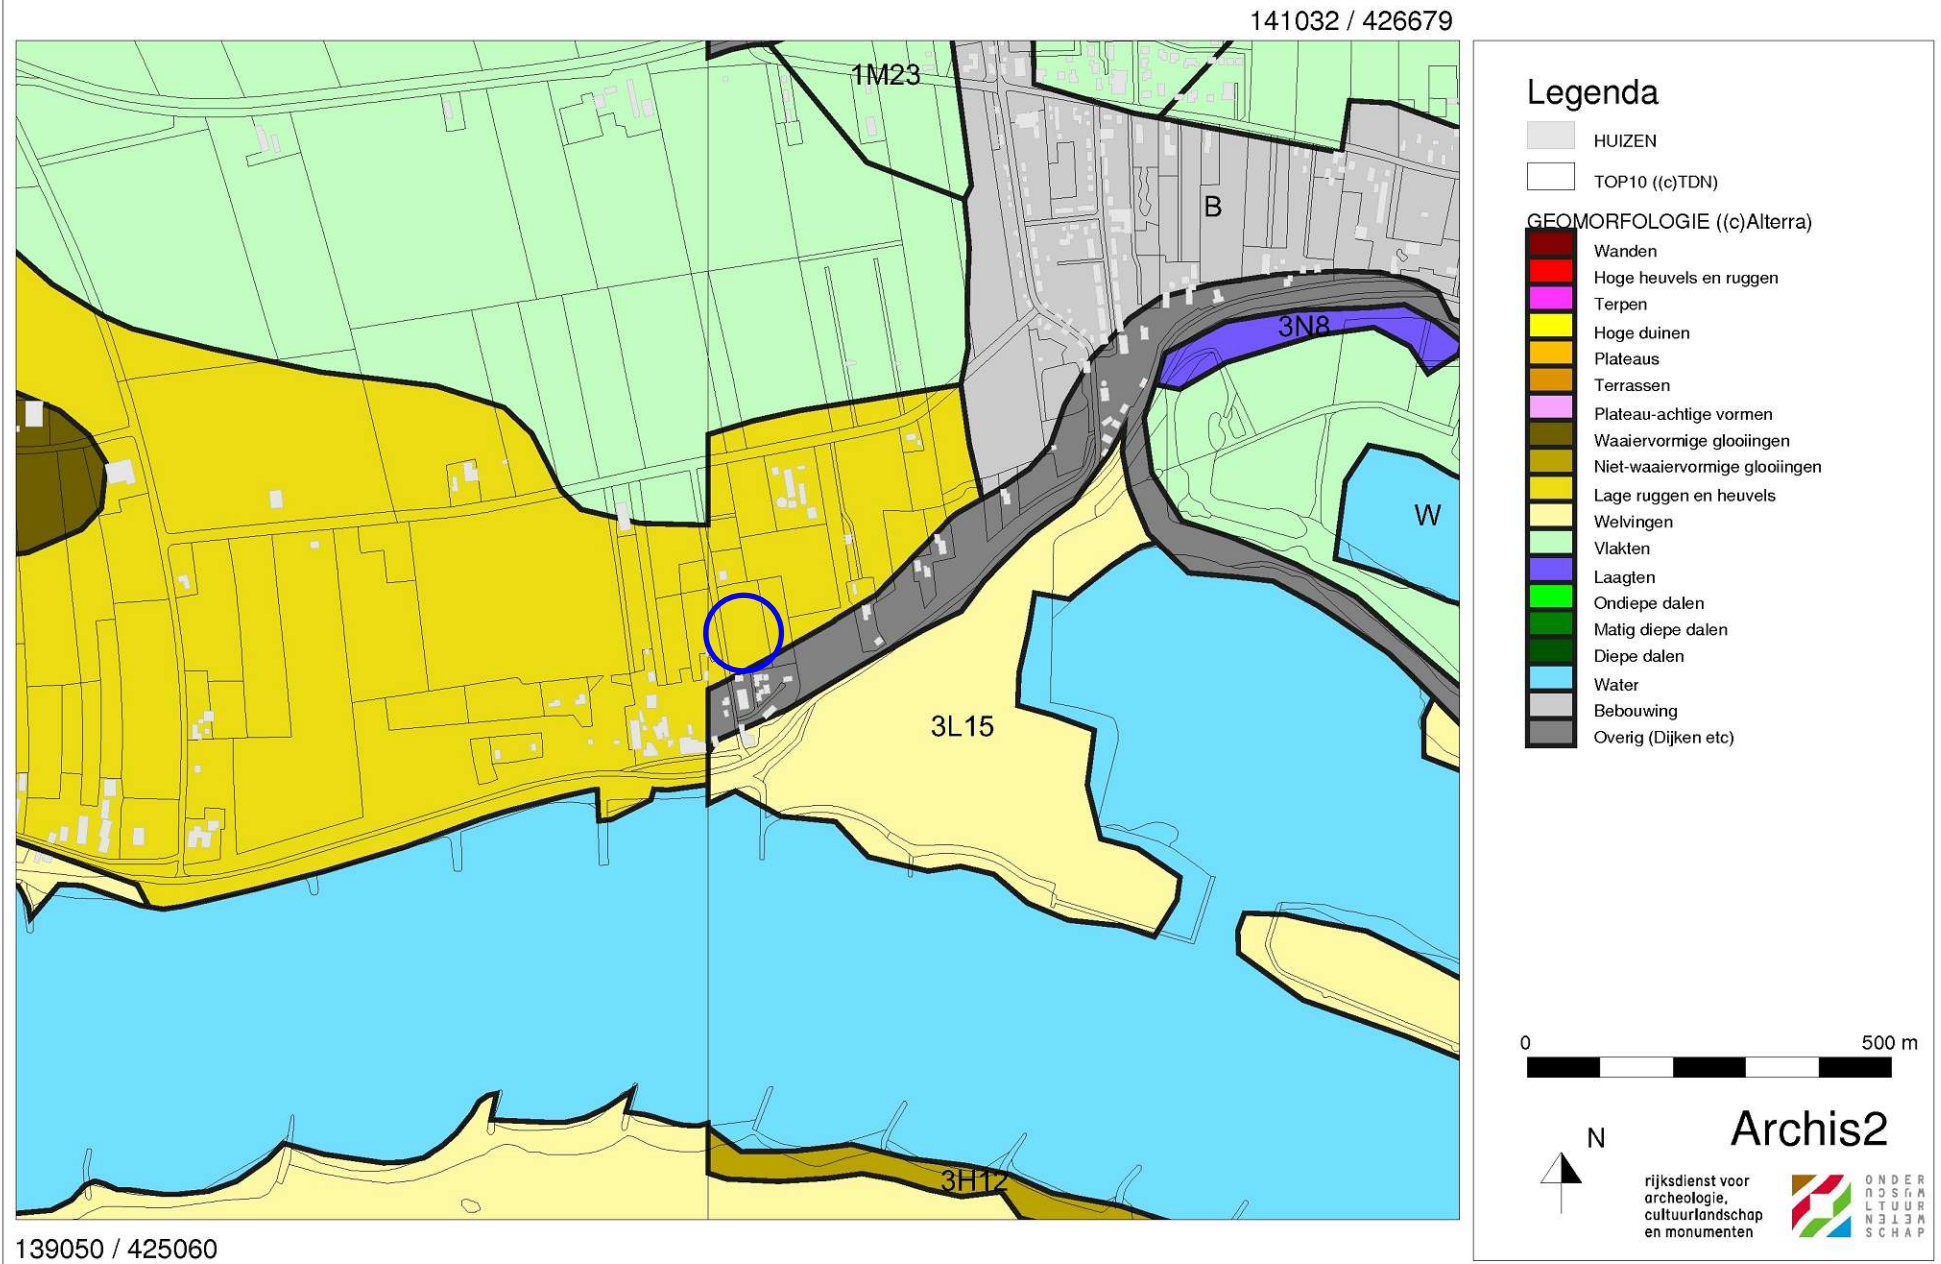 141032 / 426679
1M23
B
3N8
W
3L15
3H12
139050 / 425060
Legenda
HUIZEN
TOP10 ((c)TDN)
GEOMORFOLOGIE ((c)Alterra)
Wanden
Hoge heuvels en ruggen
Terpen
Hoge duinen
Plateaus
Terrassen
Plateau-achtige vormen
Waaiervormige glooiingen
Niet-waaiervormige glooiingen
Lage ruggen en heuvels
Welvingen
Vlakten
Laagten
Ondiepe dalen
Matig diepe dalen
Diepe dalen
Water
Bebouwing
Overig (Dijken etc)
0 500 m
N
Archis2
rijksdienst voor
archeologie,
cultuurlandschap
en monumenten
ONDER
LTUUR
SCHAP